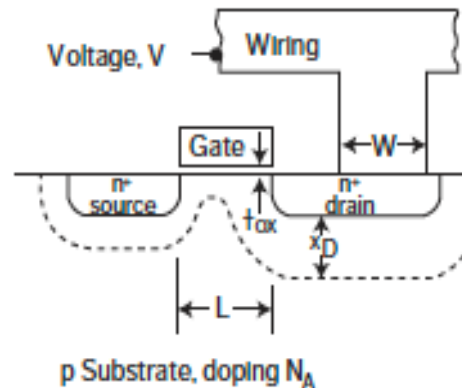 Voltage, V
Wiring
Gate
W
n+
source
tox
n+
drain
xD
L
p Substrate, doping NA